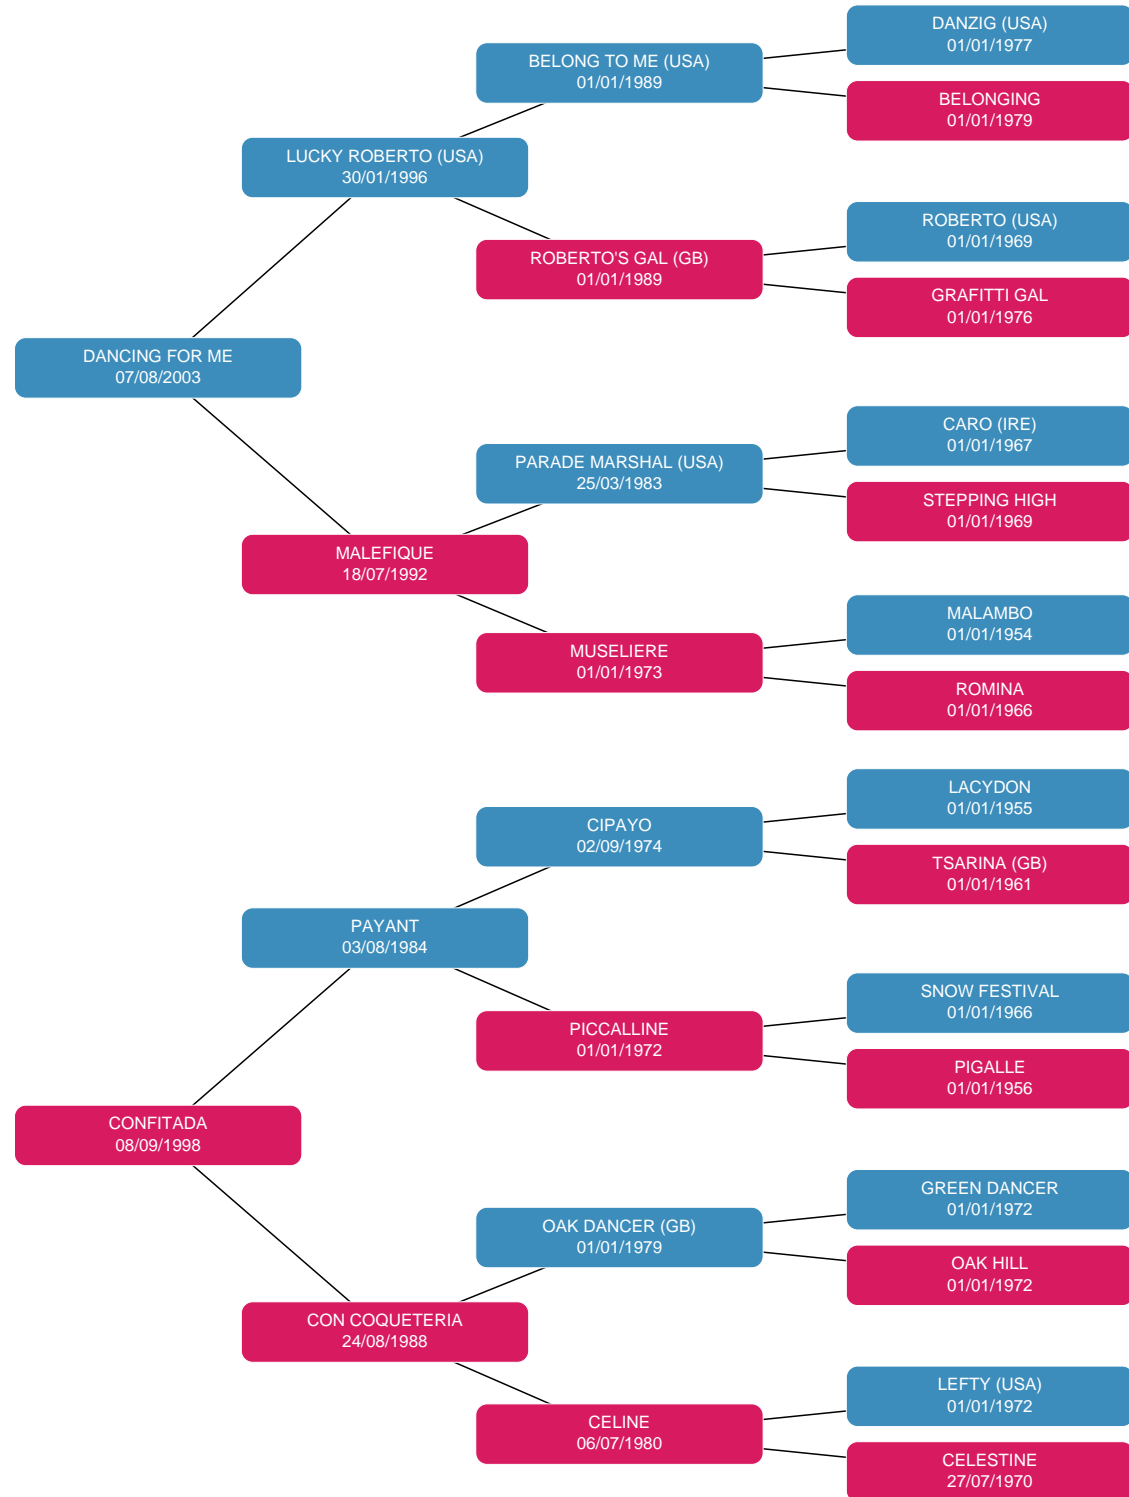 DANZIG (USA)
01/01/1977
BELONG TO ME (USA)
01/01/1989
BELONGING
01/01/1979
LUCKY ROBERTO (USA)
30/01/1996
ROBERTO (USA)
01/01/1969
ROBERTO'S GAL (GB)
01/01/1989
GRAFITTI GAL
01/01/1976
DANCING FOR ME
07/08/2003
CARO (IRE)
01/01/1967
PARADE MARSHAL (USA)
25/03/1983
STEPPING HIGH
01/01/1969
MALEFIQUE
18/07/1992
MALAMBO
01/01/1954
MUSELIERE
01/01/1973
ROMINA
01/01/1966
LACYDON
01/01/1955
CIPAYO
02/09/1974
TSARINA (GB)
01/01/1961
PAYANT
03/08/1984
SNOW FESTIVAL
01/01/1966
PICCALLINE
01/01/1972
PIGALLE
01/01/1956
CONFITADA
08/09/1998
GREEN DANCER
01/01/1972
OAK DANCER (GB)
01/01/1979
OAK HILL
01/01/1972
CON COQUETERIA
24/08/1988
LEFTY (USA)
01/01/1972
CELINE
06/07/1980
CELESTINE
27/07/1970